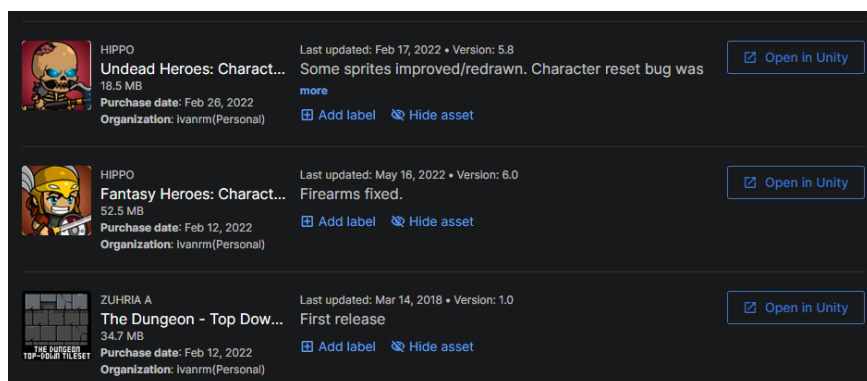 HIPPO
Undead Heroes: Charact...
18.5 MB
Purchase date: Feb 26, 2022
Organization: ivanrm(Personal)
Last updated: Feb 17, 2022 • Version: 5.8
Some sprites improved/redrawn. Character reset bug was
more
Add label Hide asset
Open in Unity
HIPPO
Fantasy Heroes: Charact...
52.5 MB
Purchase date: Feb 12, 2022
Organization: ivanrm(Personal)
Last updated: May 16, 2022 • Version: 6.0
Firearms fixed.
Add label Hide asset
Open in Unity
THE DUNGEON
TOP-DOWN TILESET
ZUHRIA A
The Dungeon - Top Dow...
34.7 MB
Purchase date: Feb 12, 2022
Organization: ivanrm(Personal)
Last updated: Mar 14, 2018 • Version: 1.0
First release
Add label Hide asset
Open in Unity